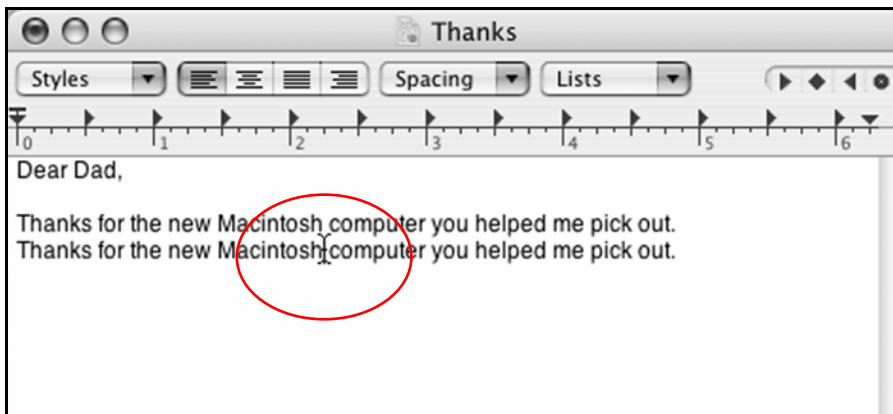 Thanks
Styles Spacing Lists
0 1 2 3 4 5 6
Dear Dad,
Thanks for the new Macintosh computer you helped me pick out.
Thanks for the new Macintosh computer you helped me pick out.